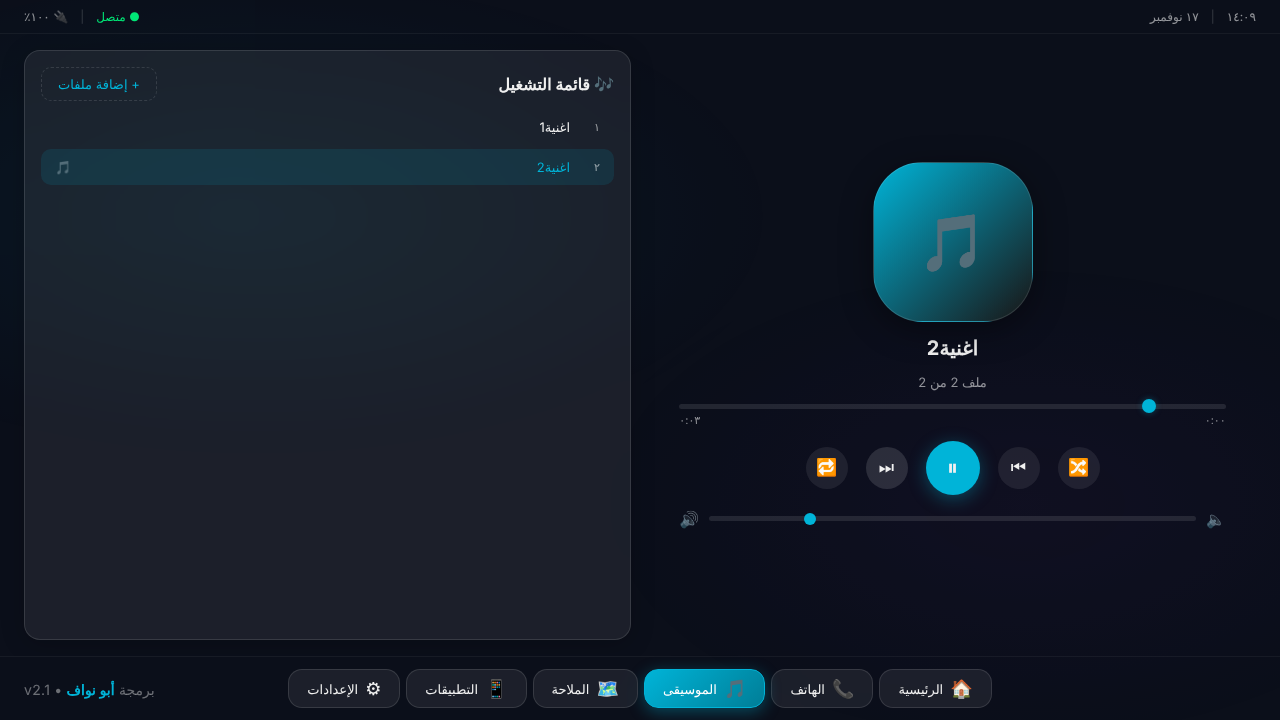 ١٤:٠٩
١٧ نوفمبر
متصل
١٠٠٪
قائمة التشغيل
+ إضافة ملفات
١
اغنية1
٢
اغنية2
اغنية2
ملف 2 من 2
٠:٠٠
٠:٠٣
الرئيسية
الهاتف
الموسيقى
الملاحة
التطبيقات
الإعدادات
برمجة أبو نواف • v2.1